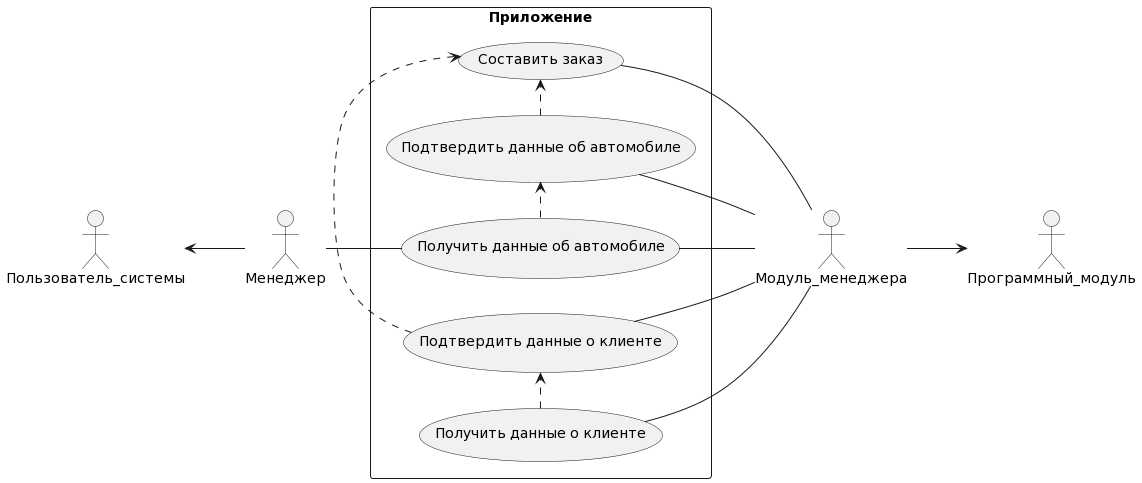 Приложение
Составить заказ
Подтвердить данные об автомобиле
Получить данные об автомобиле
Подтвердить данные о клиенте
Получить данные о клиенте
Пользователь_системы
Менеджер
Модуль_менеджера
Программный_модуль